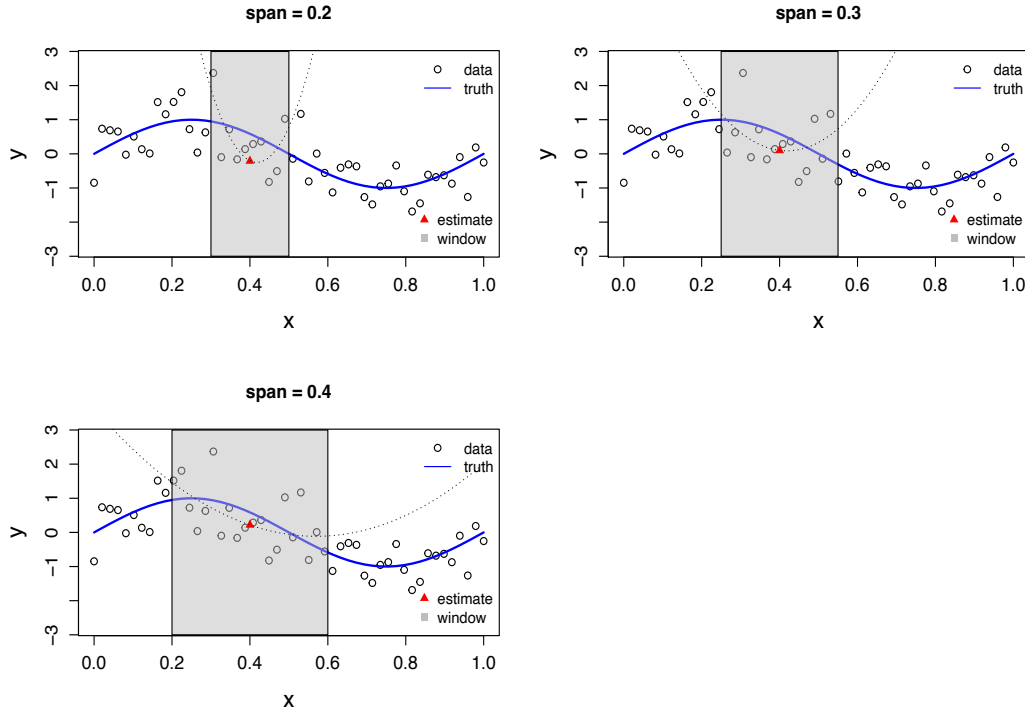 span = 0.2
3
2
1
0
−1
−3
y
data
truth
estimate
window
0.0 0.2 0.4 0.6 0.8 1.0
x
span = 0.3
3
2
1
0
−1
−3
y
data
truth
estimate
window
0.0 0.2 0.4 0.6 0.8 1.0
x
span = 0.4
3
2
1
0
−1
−3
y
data
truth
estimate
window
0.0 0.2 0.4 0.6 0.8 1.0
x